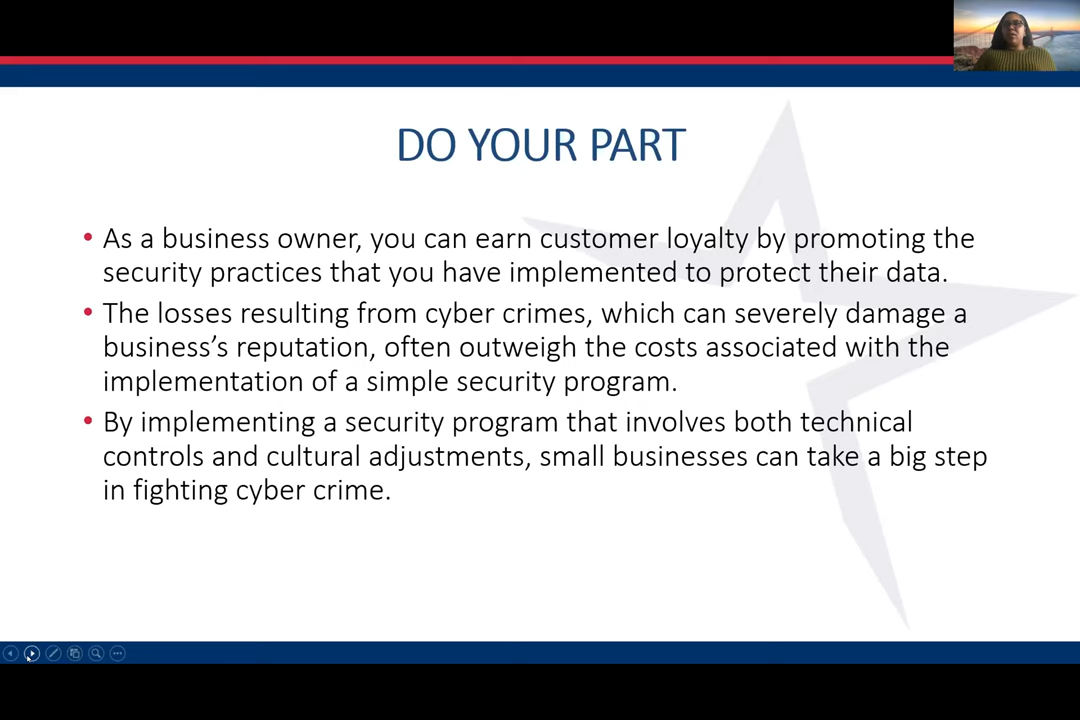 DO YOUR PART
• As a business owner, you can earn customer loyalty by promoting the
security practices that you have implemented to protect their data.
• The losses resulting from cyber crimes, which can severely damage a
business’s reputation, often outweigh the costs associated with the
implementation of a simple security program.
• By implementing a security program that involves both technical
controls and cultural adjustments, small businesses can take a big step
in fighting cyber crime.